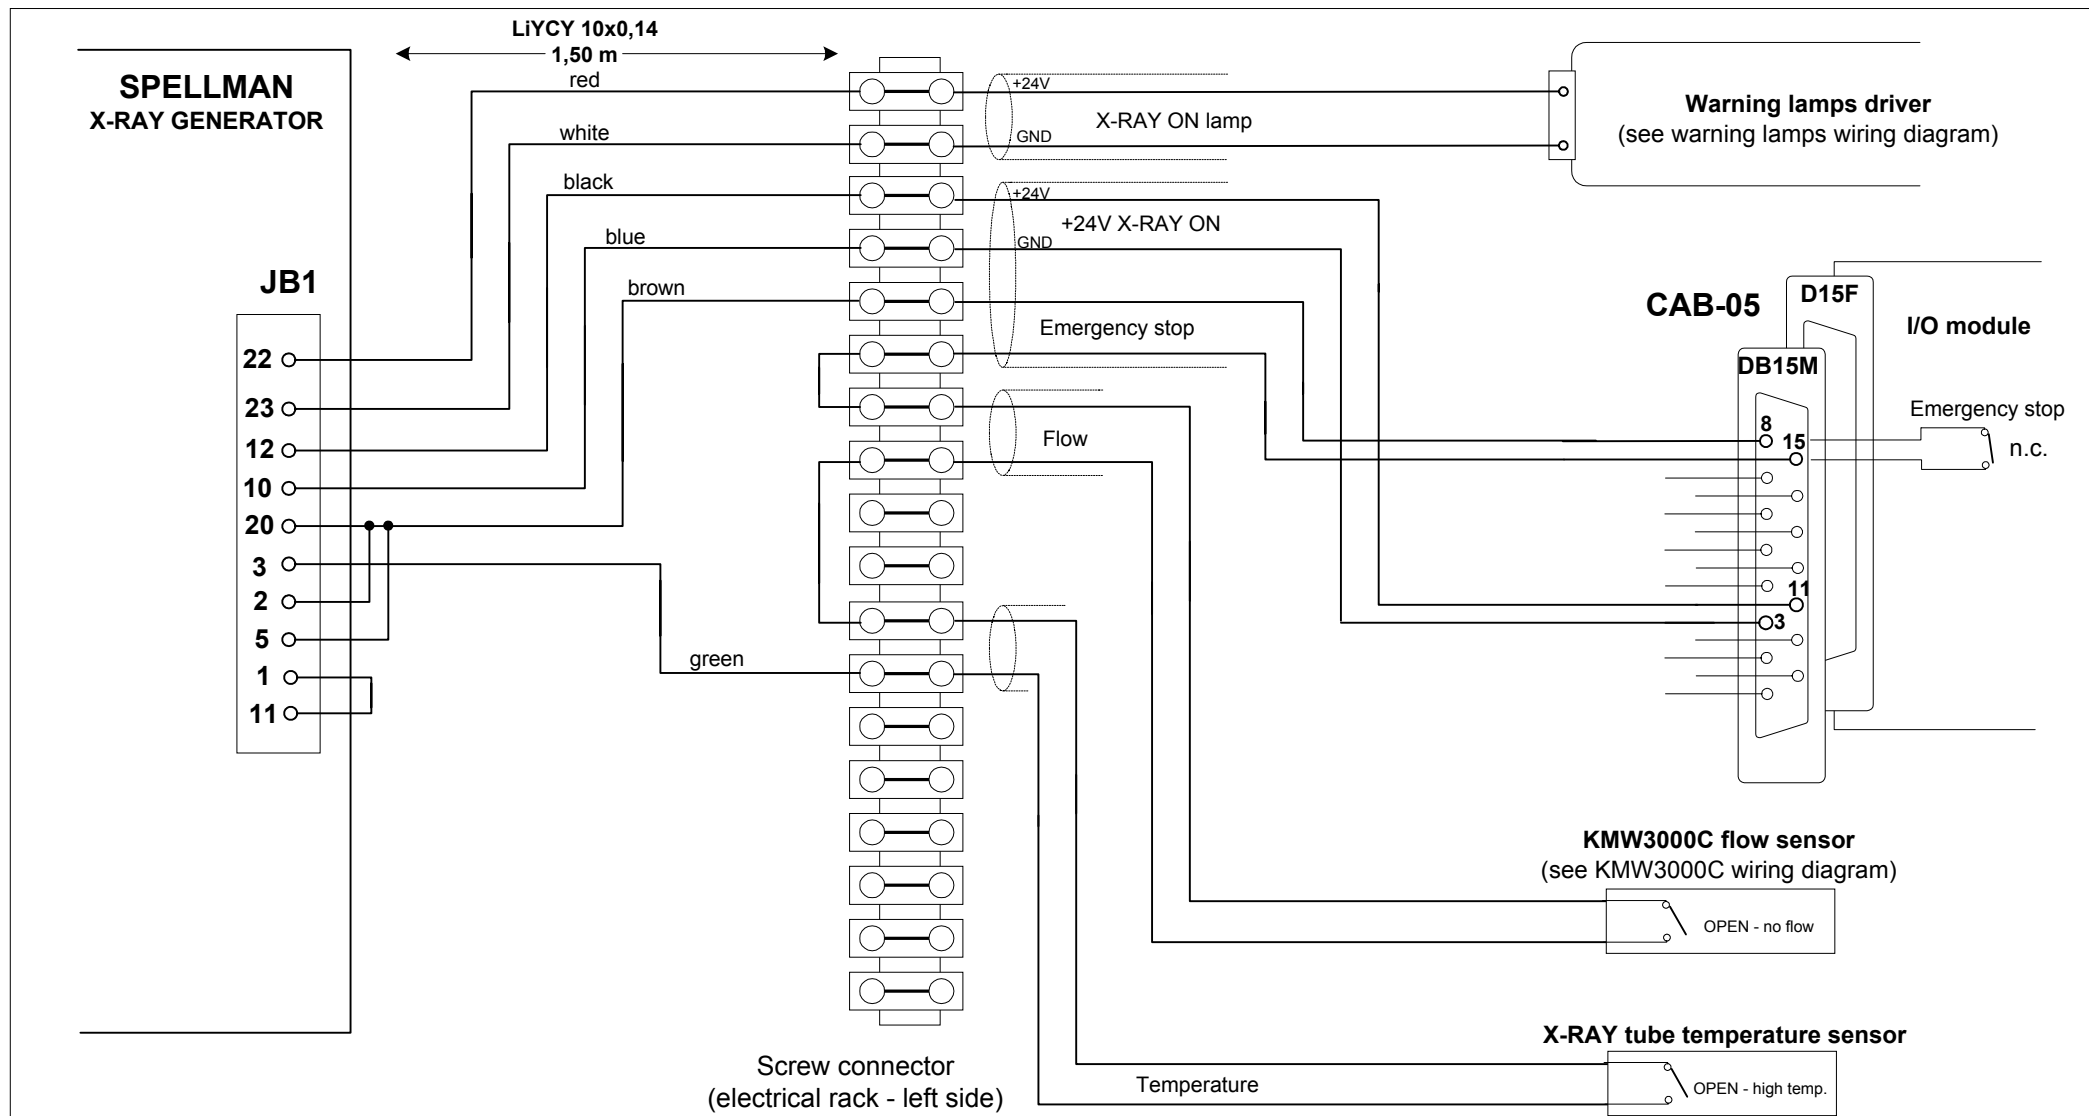 LiYCY 10x0,14
1,50 m
SPELLMAN
X-RAY GENERATOR
red
white
black
blue
brown
green
JB1
22
23
12
10
20
3
2
5
1
11
+24V
X-RAY ON lamp
GND
+24V
+24V X-RAY ON
GND
Emergency stop
Flow
Warning lamps driver
(see warning lamps wiring diagram)
CAB-05
D15F
I/O module
DB15M
Emergency stop
n.c.
8
15
11
3
KMW3000C flow sensor
(see KMW3000C wiring diagram)
OPEN - no flow
X-RAY tube temperature sensor
OPEN - high temp.
Temperature
Screw connector
(electrical rack - left side)